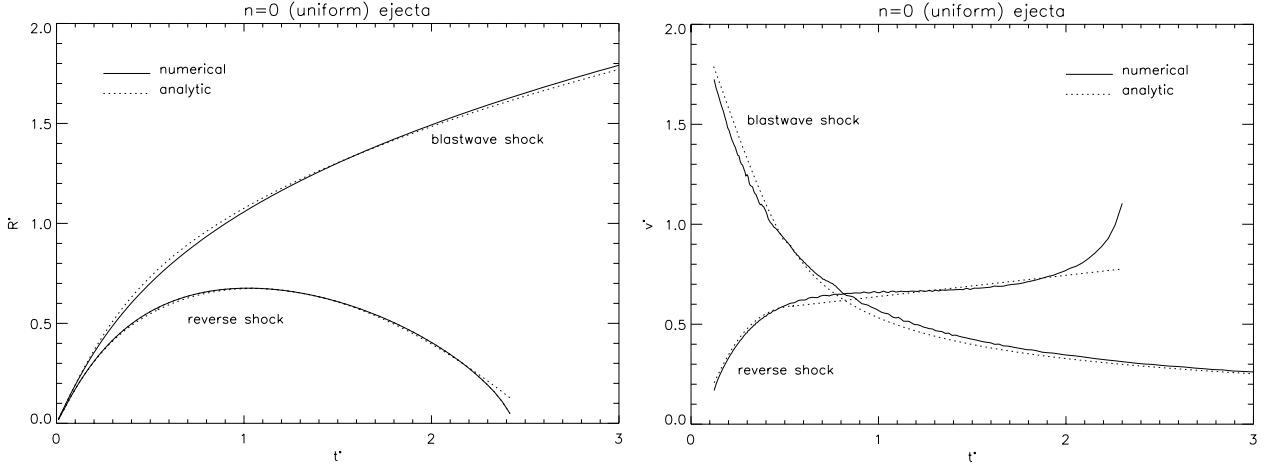 n=0 (uniform) ejecta
2.0
1.5
1.0
0.5
0.0
R*
numerical
analytic
blastwave shock
reverse shock
0
1
2
3
t*
n=0 (uniform) ejecta
2.0
1.5
1.0
0.5
0.0
v*
numerical
analytic
blastwave shock
reverse shock
0
1
2
3
t*